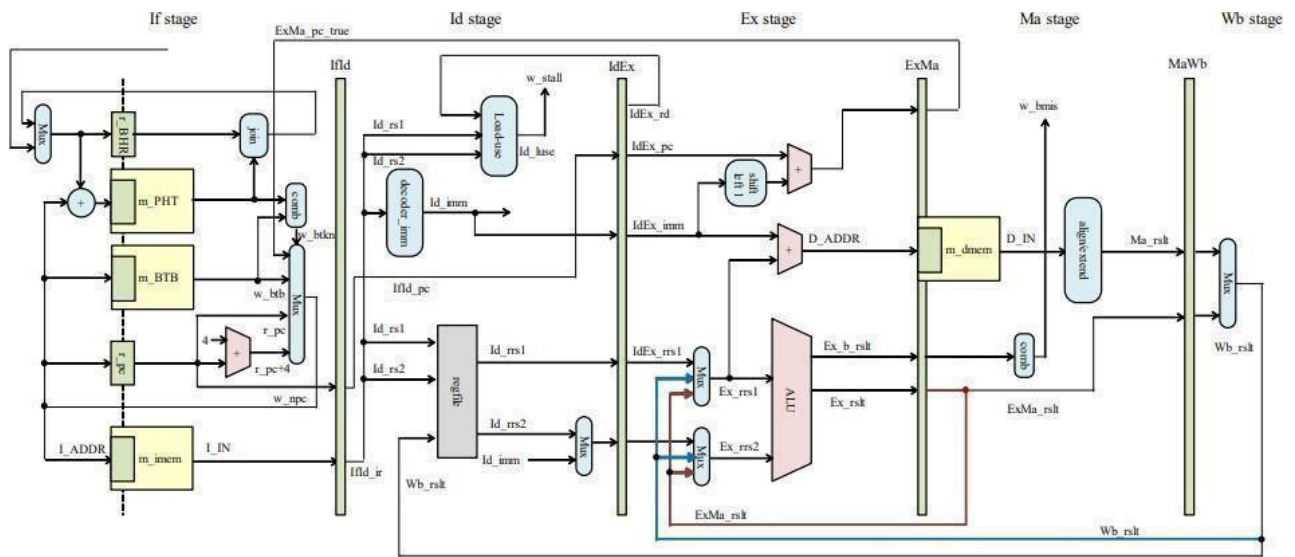 If stage
Id stage
Ex stage
Ma stage
Wb stage
ExMa_pc_true
IfId
IdEx
ExMa
MaWb
w_stall
w_bmis
Mux
r_BHR
join
Id_rs1
Load-use
IdEx_rd
Id_luse
Id_rs2
IdEx_pc
+
m_PHT
comb
decoder_imm
Id_imm
shift
left 1
+
w_btkn
IdEx_imm
D_ADDR
+
m_dmem
D_IN
align/extend
Ma_rslt
Mux
m_BTB
Mux
w_btb
IfId_pc
4
r_pc
+
r_pc
r_pc+4
Id_rs1
Id_rrs1
IdEx_rrs1
Ex_b_rslt
comb
Wb_rslt
Id_rs2
regfile
Mux
Ex_rrs1
ALU
Ex_rslt
ExMa_rslt
w_npc
Id_rrs2
Mux
Mux
Ex_rrs2
I_ADDR
m_imem
I_IN
Id_imm
IfId_ir
Wb_rslt
ExMa_rslt
Wb_rslt